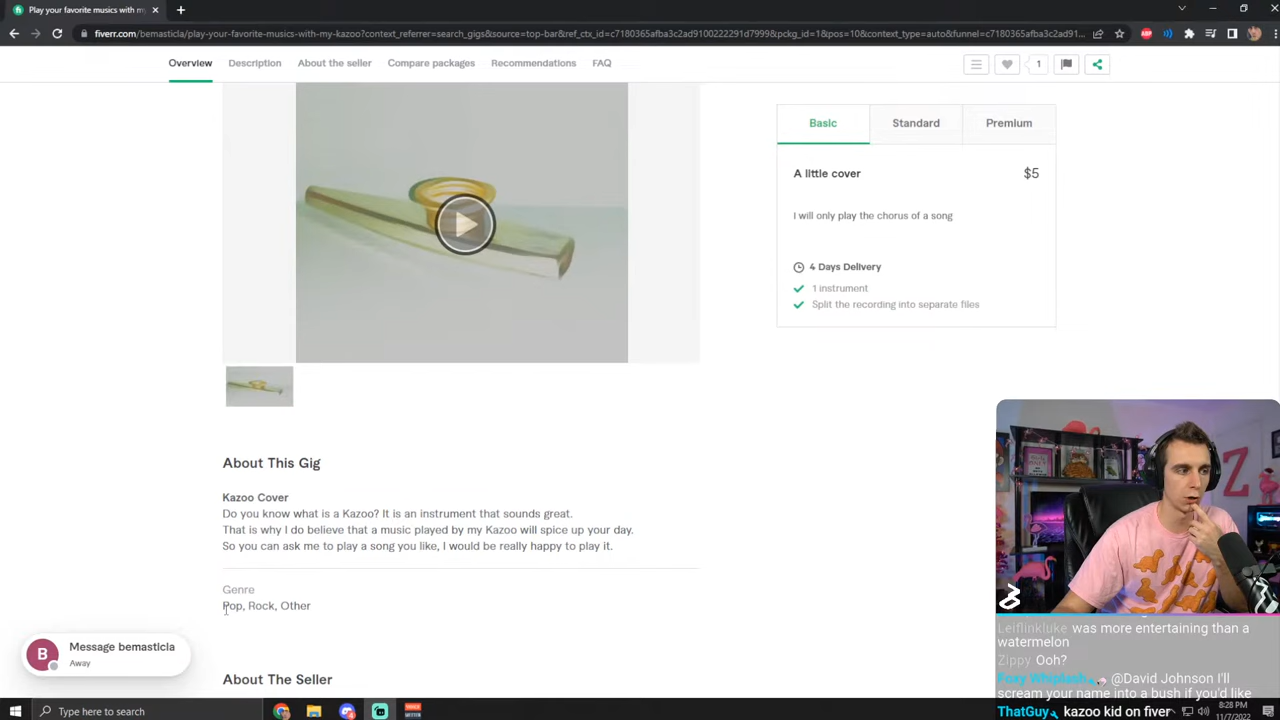 Play your favorite musics with my
fiverr.com/bemasticla/play-your-favorite-musics-with-my-kazoo?context_referrer=search_gigs&source=top-bar&ref_ctx_id=c7180365afba3c2ad9100222291d7999&pckg_id=1&pos=10&context_type=auto&funnel=c7180365afba3c2ad91...
Overview Description About the seller Compare packages Recommendations FAQ
1
Basic Standard Premium
A little cover $5
I will only play the chorus of a song
4 Days Delivery
1 instrument
Split the recording into separate files
About This Gig
Kazoo Cover
Do you know what is a Kazoo? It is an instrument that sounds great.
That is why I do believe that a music played by my Kazoo will spice up your day.
So you can ask me to play a song you like, I would be really happy to play it.
Genre
Pop, Rock, Other
About The Seller
B
Message bemasticla
Away
Z
Leiflinkluke was more entertaining than a
watermelon
Zippy Ooh?
Foxy Whiplash @David Johnson I'll
scream your name into a bush if you'd like
ThatGuy kazoo kid on fiver
Type here to search
8:28 PM
11/7/2022